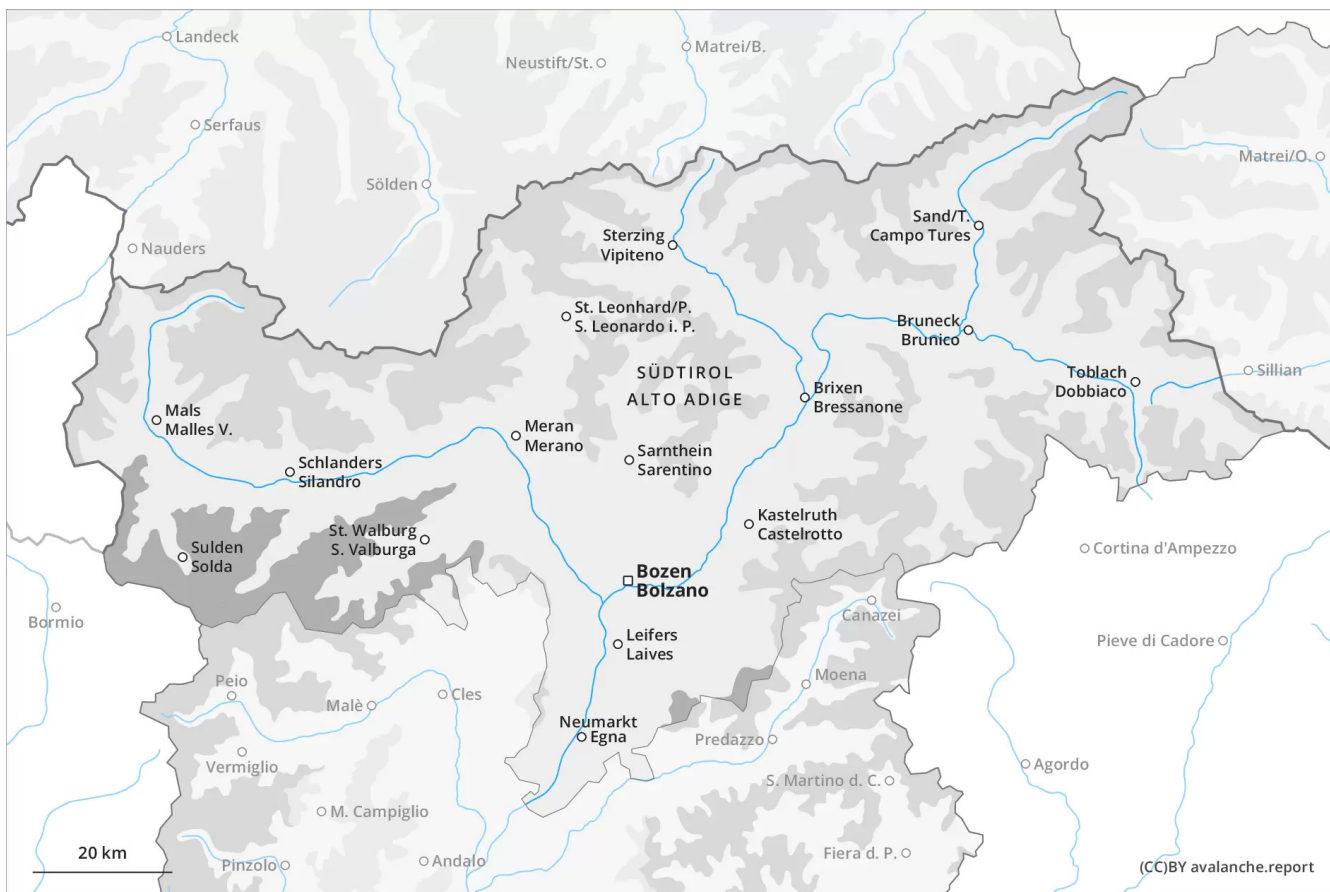 Landeck
Matrei/B.
Neustift/St.
Serfaus
Matrei/O.
Sölden
Sand/T.
Campo Tures
Nauders
Sterzing
Vipiteno
St. Leonhard/P.
S. Leonardo i. P.
Bruneck
Brunico
SÜDTIROL
ALTO ADIGE
Toblach
Dobbiaco
Sillian
Brixen
Bressanone
Mals
Malles V.
Meran
Merano
Schlanders
Silandro
Sarnthein
Sarentino
Kastelruth
Castelrotto
St. Walburg
S. Valburga
Sulden
Solda
Cortina d'Ampezzo
Bozen
Bolzano
Bormio
Canazei
Leifers
Laives
Pieve di Cadore
Peio
Moena
Malè
Cles
Neumarkt
Egna
Predazzo
Vermiglio
Agordo
S. Martino d. C.
M. Campiglio
20 km
Pinzolo
Andalo
Fiera d. P.
(CC)BY avalanche.report